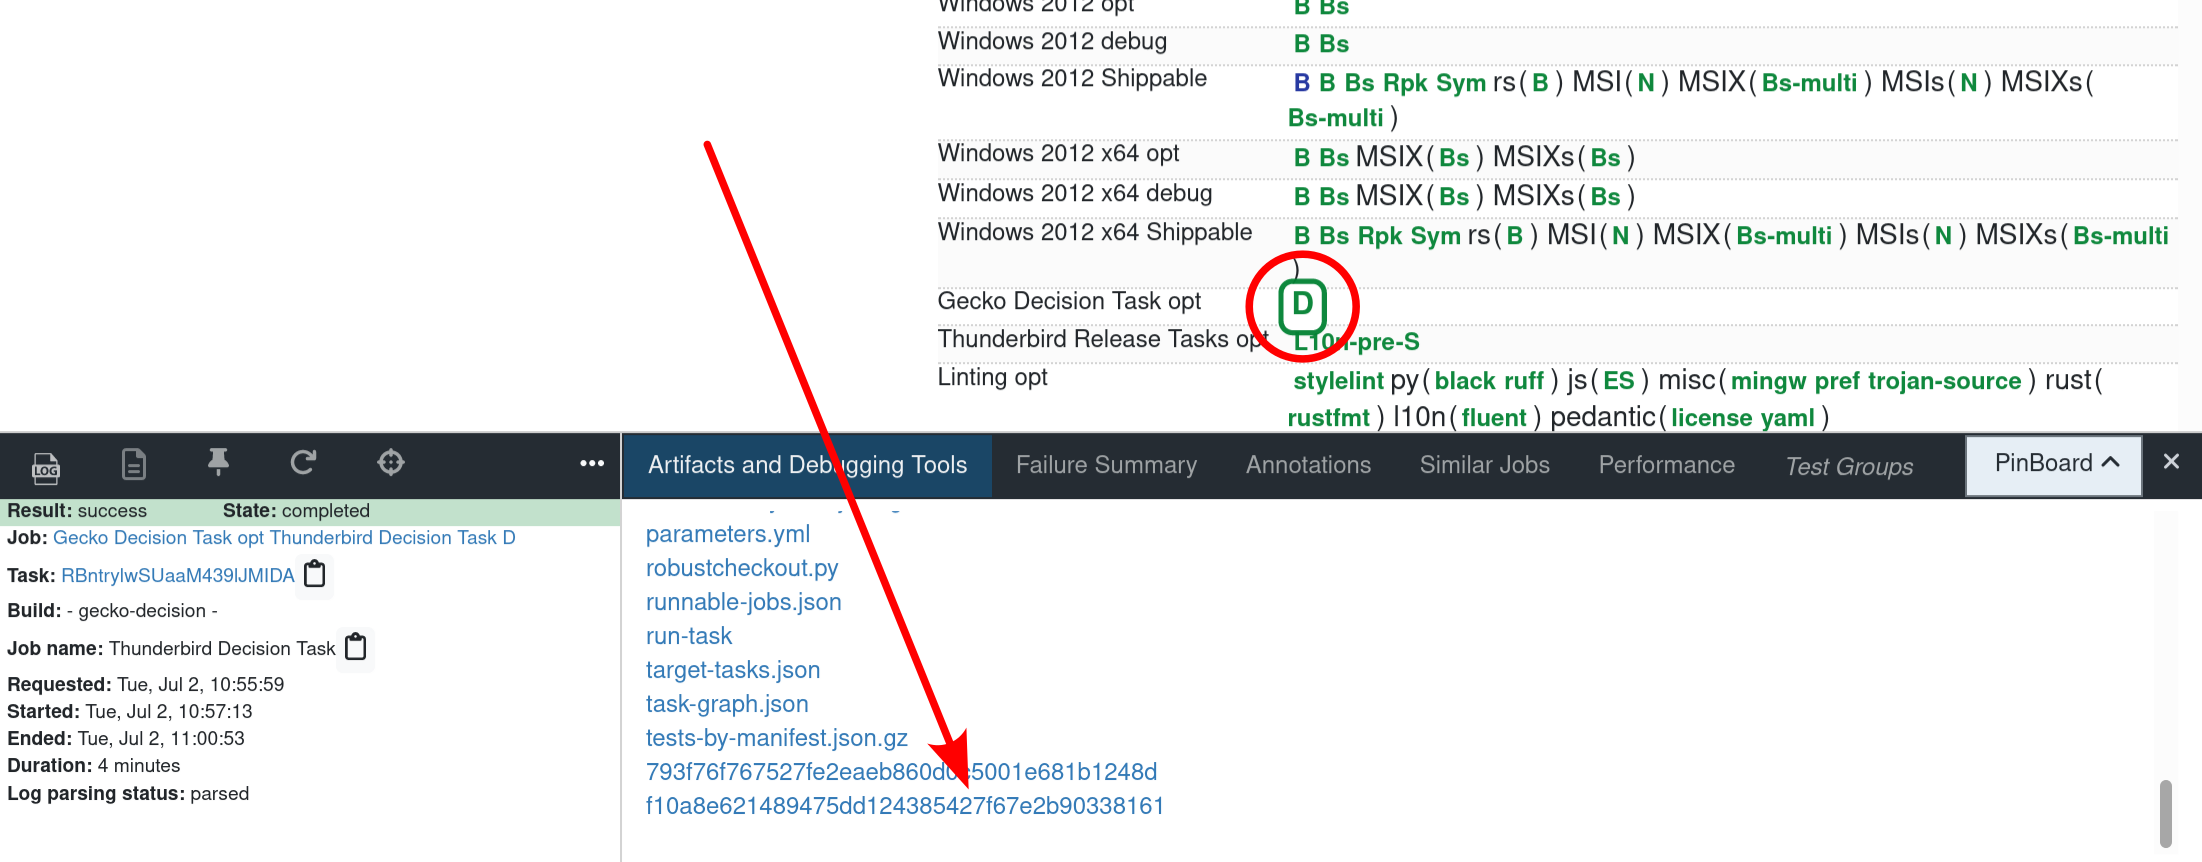 Windows 2012 opt B Bs
Windows 2012 debug B Bs
Windows 2012 Shippable B B Bs Rpk Sym rs( B ) MSI( N ) MSIX( Bs-multi ) MSIs( N ) MSIXs(
Bs-multi )
Windows 2012 x64 opt B Bs MSIX( Bs ) MSIXs( Bs )
Windows 2012 x64 debug B Bs MSIX( Bs ) MSIXs( Bs )
Windows 2012 x64 Shippable B Bs Rpk Sym rs( B ) MSI( N ) MSIX( Bs-multi ) MSIs( N ) MSIXs( Bs-multi
)
Gecko Decision Task opt D
Thunderbird Release Tasks opt L10n-pre-S
Linting opt stylelint py( black ruff ) js( ES ) misc( mingw pref trojan-source ) rust(
rustfmt ) l10n( fluent ) pedantic( license yaml )
LOG ••• Artifacts and Debugging Tools Failure Summary Annotations Similar Jobs Performance Test Groups PinBoard
Result: success State: completed
Job: Gecko Decision Task opt Thunderbird Decision Task D
Task: RBntrylwSUaaM439lJMIDA
Build: - gecko-decision -
Job name: Thunderbird Decision Task
Requested: Tue, Jul 2, 10:55:59
Started: Tue, Jul 2, 10:57:13
Ended: Tue, Jul 2, 11:00:53
Duration: 4 minutes
Log parsing status: parsed
parameters.yml
robustcheckout.py
runnable-jobs.json
run-task
target-tasks.json
task-graph.json
tests-by-manifest.json.gz
793f76f767527fe2eaeb860d0c5001e681b1248d
f10a8e621489475dd124385427f67e2b90338161